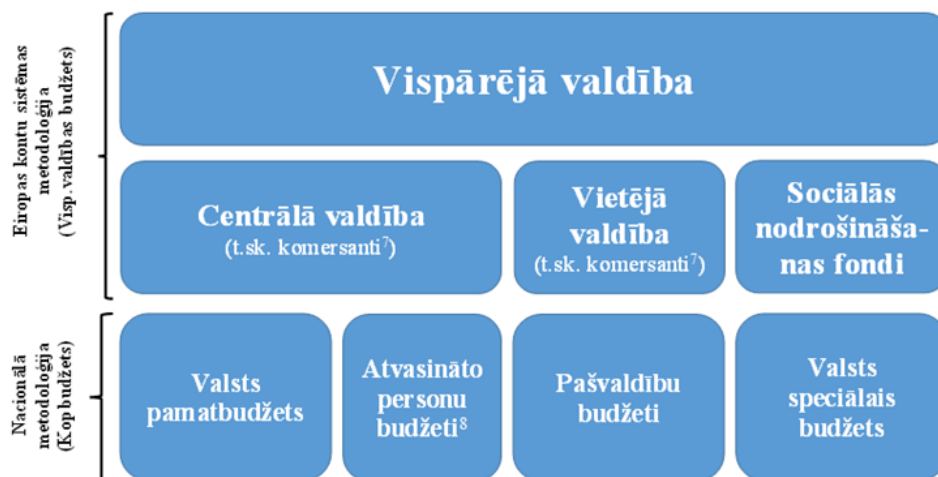 Eiropas kontu sistēmas
metodoloģija
(Visp.valdības budžets)
Vispārējā valdība
Centrālā valdība
(t.sk. komersanti⁷)
Vietējā
valdība
(t.sk. komersanti⁷)
Sociālās
nodrošināša-
nas fondi
Nacionālā
metodoloģija
(Kopbudžets)
Valsts
pamatbudžets
Atvasināto
personu
budžeti⁸
Pašvaldību
budžeti
Valsts
speciālais
budžets